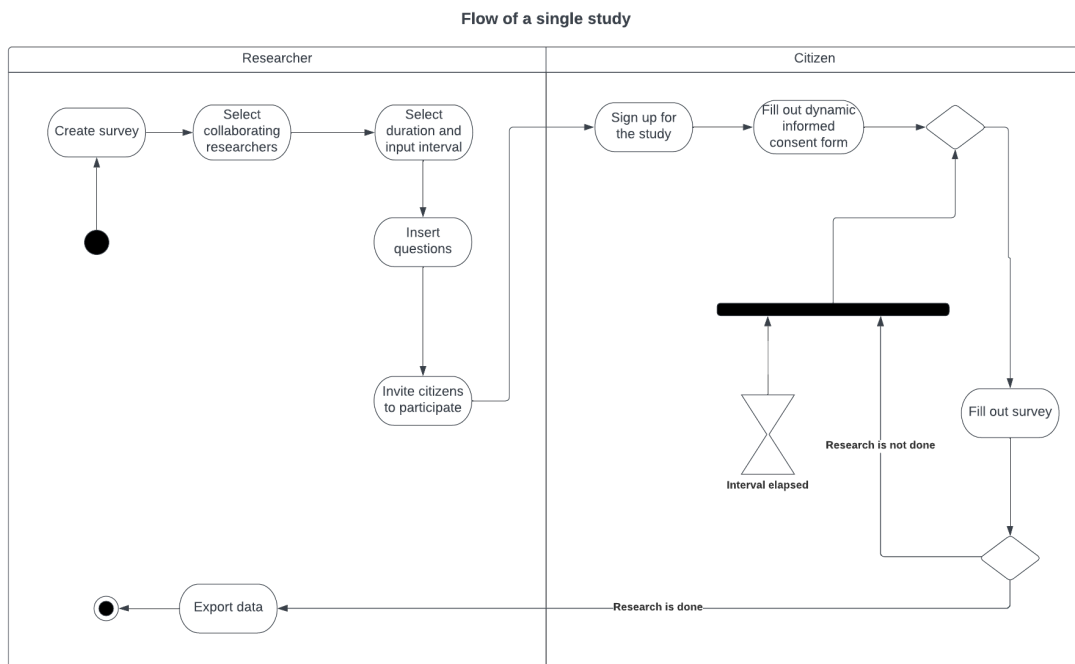 Flow of a single study
Researcher
Citizen
Create survey
Select
collaborating
researchers
Select
duration and
input interval
Insert
questions
Invite citizens
to participate
Sign up for
the study
Fill out dynamic
informed
consent form
Fill out survey
Research is not done
Interval elapsed
Research is done
Export data